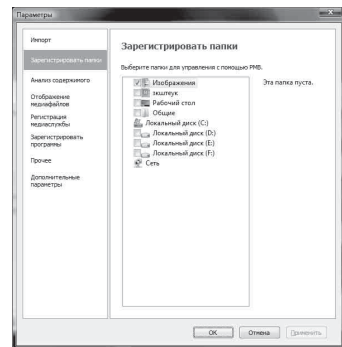 Параметры
Импорт
Зарегистрировать папки
Анализ содержимого
Отображение
медиафайлов
Регистрация
медиаслужбы
Зарегистрировать
программы
Прочее
Дополнительные
параметры
Зарегистрировать папки
Выберите папки для управления с помощью PMB.
Изображения
экштеук
Рабочий стол
Общие
Локальный диск (C:)
Локальный диск (D:)
Локальный диск (E:)
Локальный диск (F:)
Сеть
Эта папка пуста.
OK
Отмена
Применить